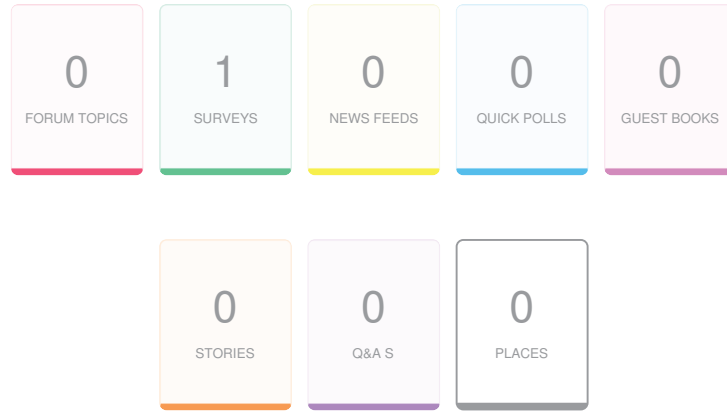 0
FORUM TOPICS
1
SURVEYS
0
NEWS FEEDS
0
QUICK POLLS
0
GUEST BOOKS
0
STORIES
0
Q&A S
0
PLACES